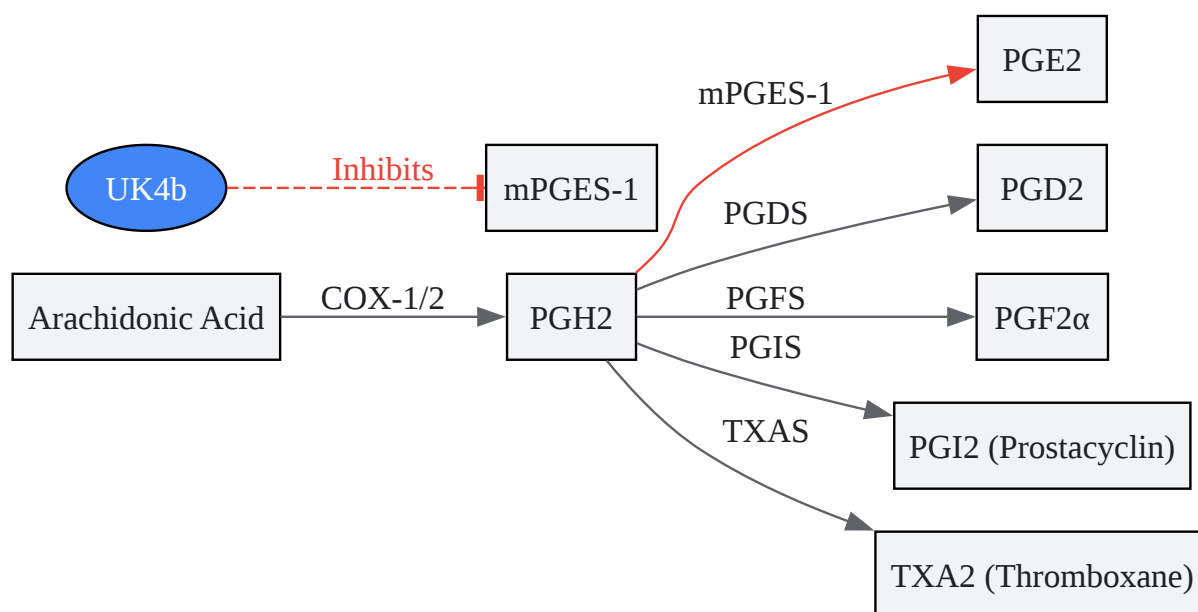 PGE2
mPGES-1
Inhibits
UK4b
mPGES-1
PGDS
PGD2
COX-1/2
Arachidonic Acid
PGH2
PGFS
PGF2α
PGIS
PGI2 (Prostacyclin)
TXAS
TXA2 (Thromboxane)